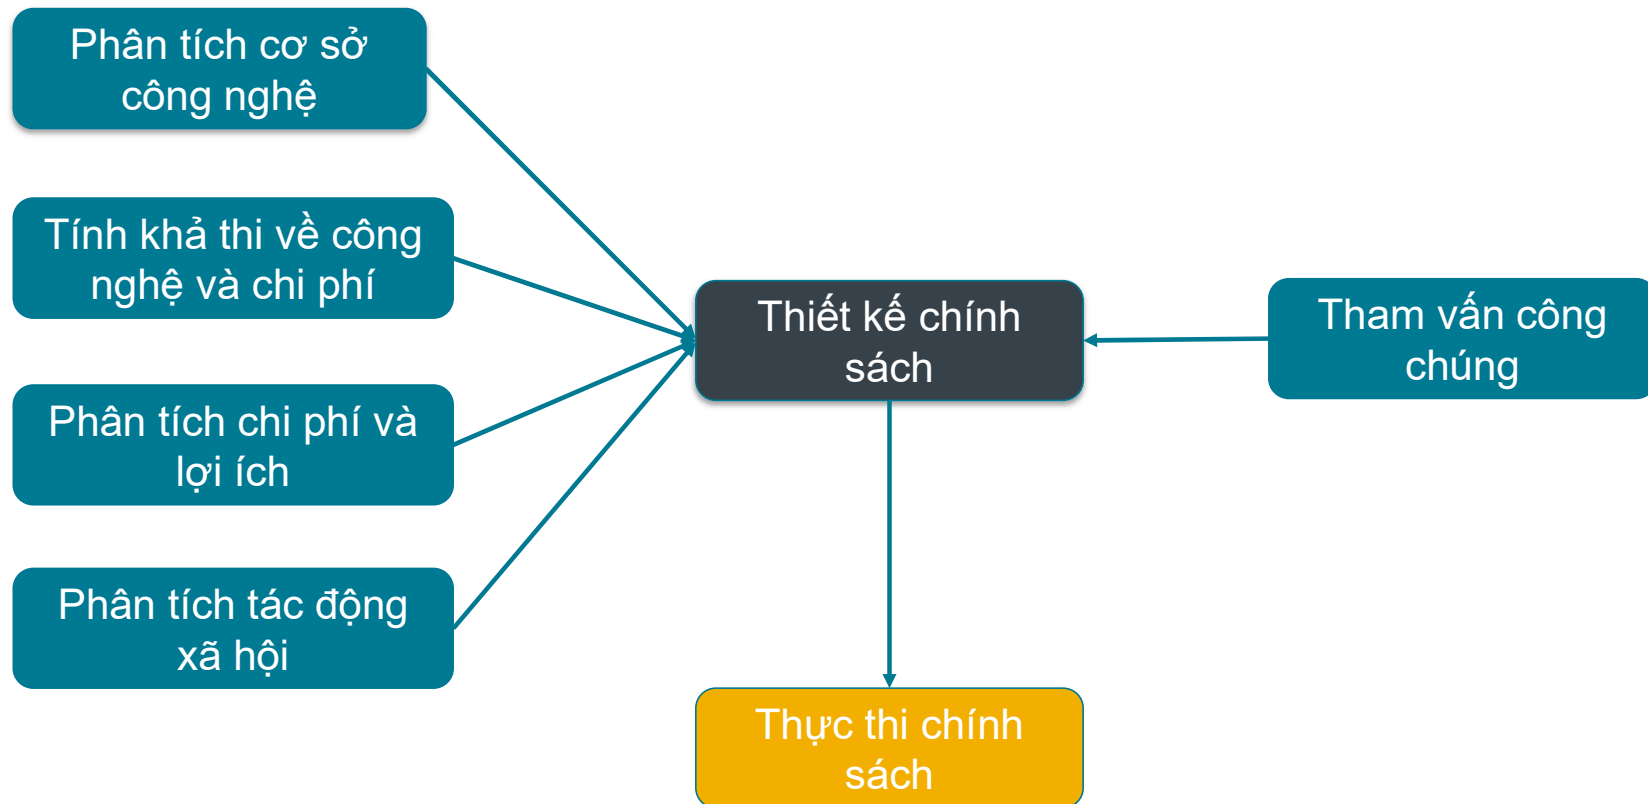 Phân tích cơ sở
công nghệ
Tính khả thi về công
nghệ và chi phí
Phân tích chi phí và
lợi ích
Phân tích tác động
xã hội
Thiết kế chính
sách
Tham vấn công
chúng
Thực thi chính
sách